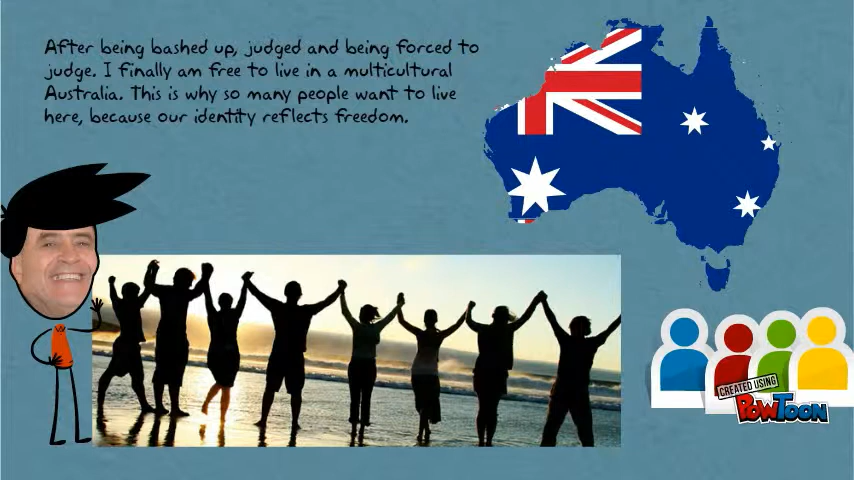 After being bashed up, judged and being forced to
judge. I finally am free to live in a multicultural
Australia. This is why so many people want to live
here, because our identity reflects freedom.
CREATED USING
POWTOON